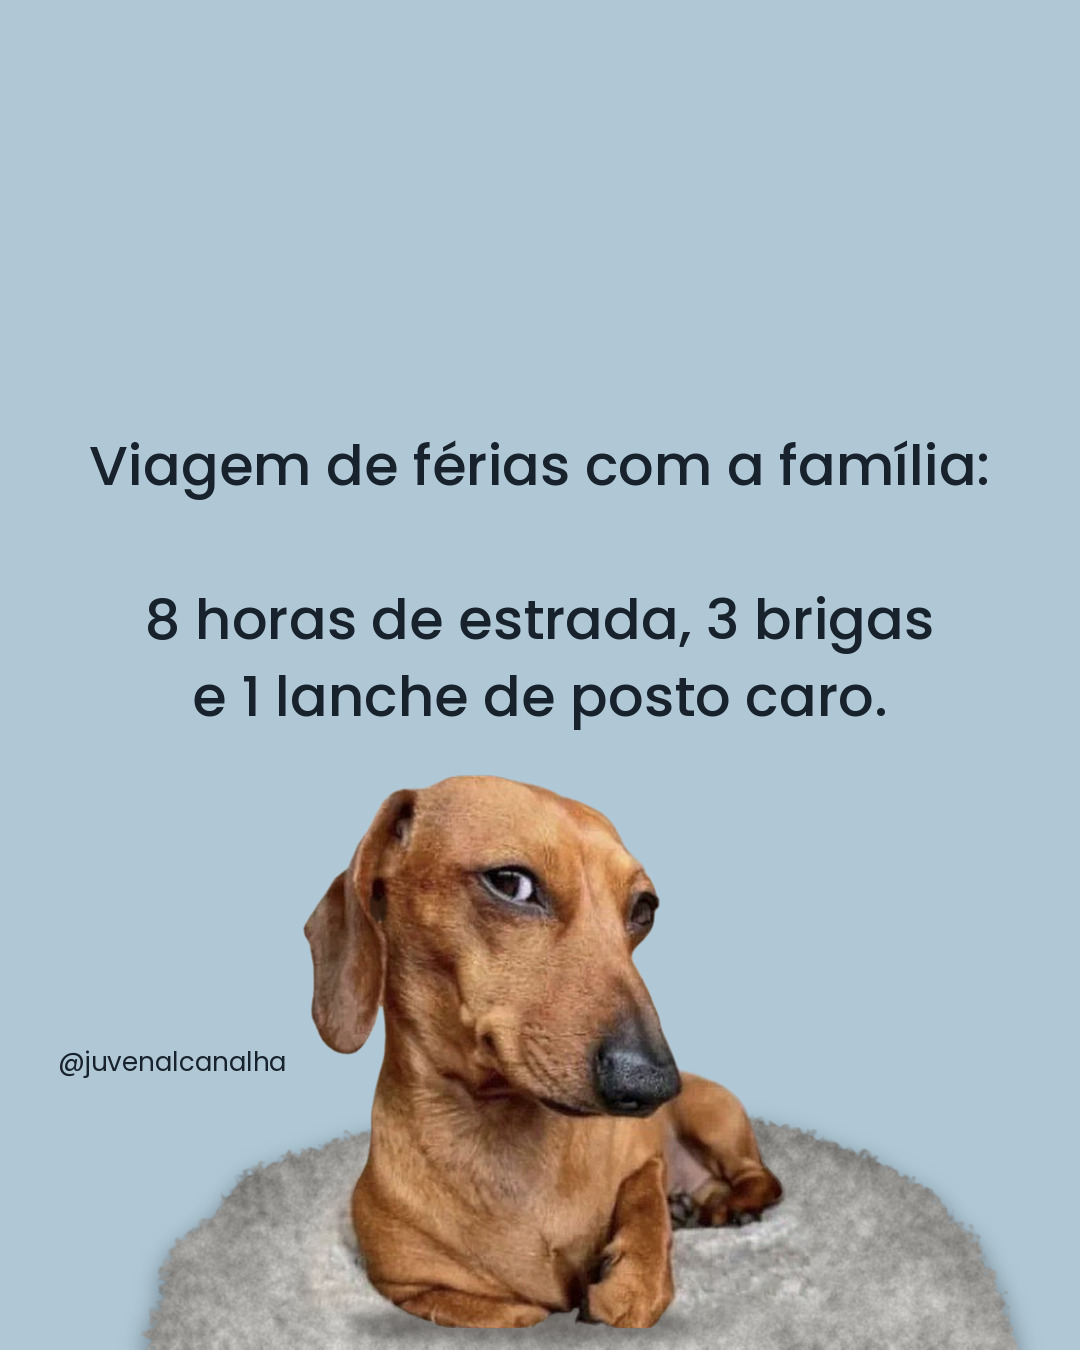 Viagem de férias com a família:
8 horas de estrada, 3 brigas
e 1 lanche de posto caro.
@juvenalcanalha